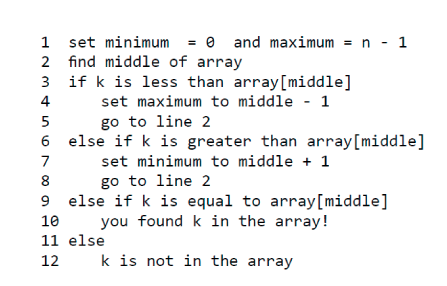 1 set minimum = 0 and maximum = n - 1
2 find middle of array
3 if k is less than array[middle]
4 set maximum to middle - 1
5 go to line 2
6 else if k is greater than array[middle]
7 set minimum to middle + 1
8 go to line 2
9 else if k is equal to array[middle]
10 you found k in the array!
11 else
12 k is not in the array